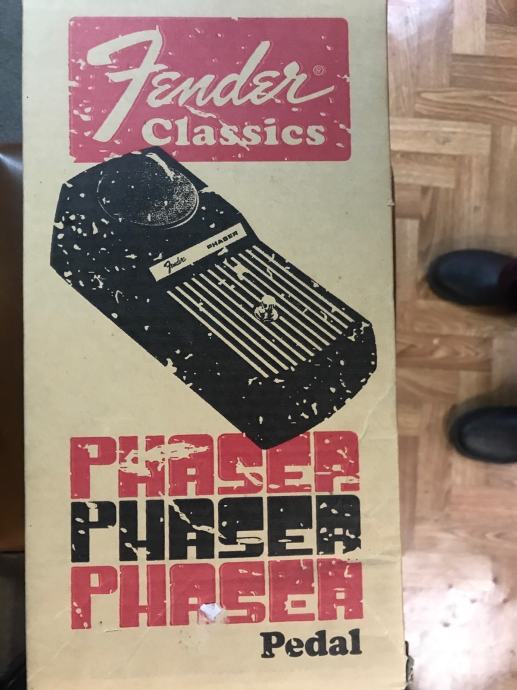 Fender®
Classics
Fender PHASER
PHASER
PHASER
PHASER
Pedal